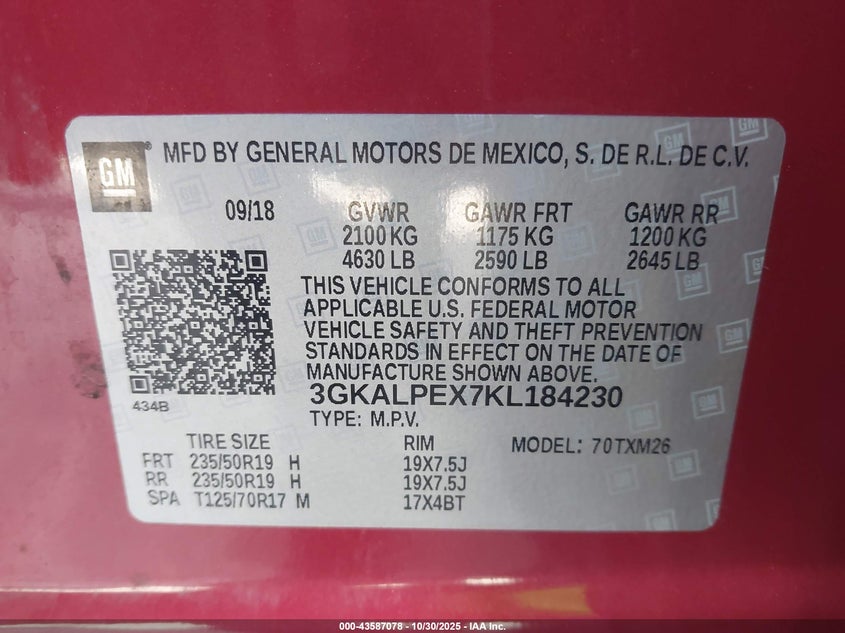 GM
MFD BY GENERAL MOTORS DE MEXICO, S. DE R.L. DE C.V.
09/18 GVWR GAWR FRT GAWR RR
2100 KG 1175 KG 1200 KG
4630 LB 2590 LB 2645 LB
THIS VEHICLE CONFORMS TO ALL
APPLICABLE U.S. FEDERAL MOTOR
VEHICLE SAFETY AND THEFT PREVENTION
STANDARDS IN EFFECT ON THE DATE OF
MANUFACTURE SHOWN ABOVE.
434B
3GKALPEX7KL184230
TYPE: M.P.V.
TIRE SIZE RIM MODEL: 70TXM26
FRT 235/50R19 H 19X7.5J
RR 235/50R19 H 19X7.5J
SPA T125/70R17 M 17X4BT
000-43587078 - 10/30/2025 - IAA Inc.